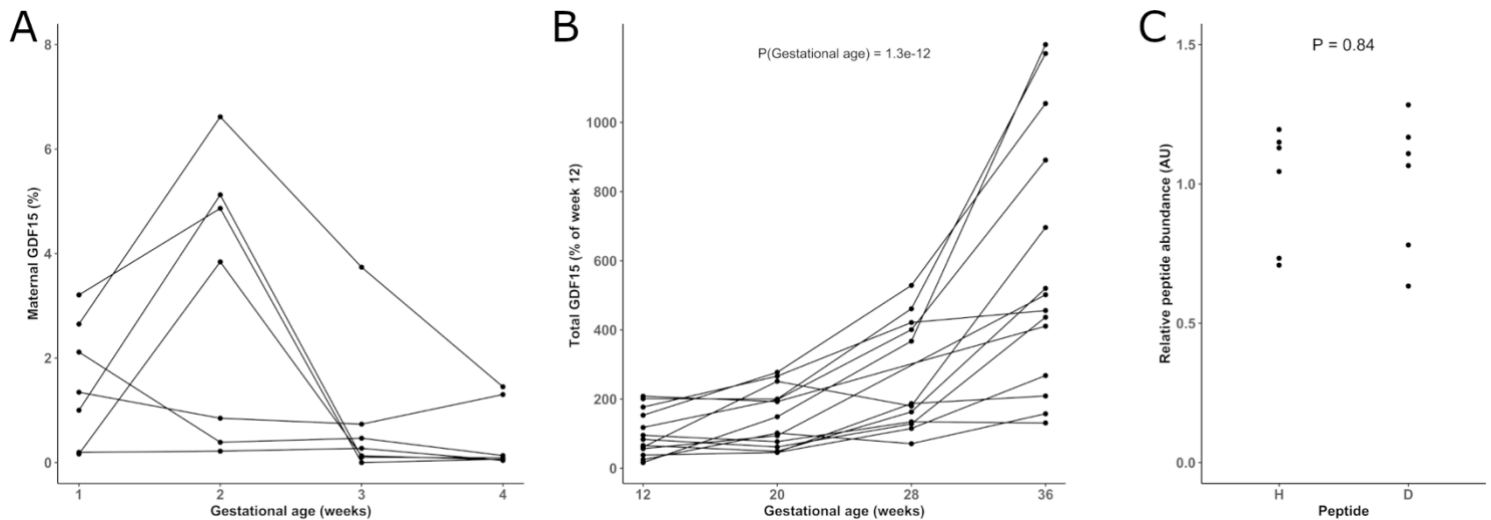 A
Maternal GDF15 (%)
8
6
4
2
0
1 2 3 4
Gestational age (weeks)
B
P(Gestational age) = 1.3e-12
Total GDF15 (% of week 12)
1000
800
600
400
200
0
12 20 28 36
Gestational age (weeks)
C
P = 0.84
Relative peptide abundance (AU)
1.5
1.0
0.5
0.0
H D
Peptide